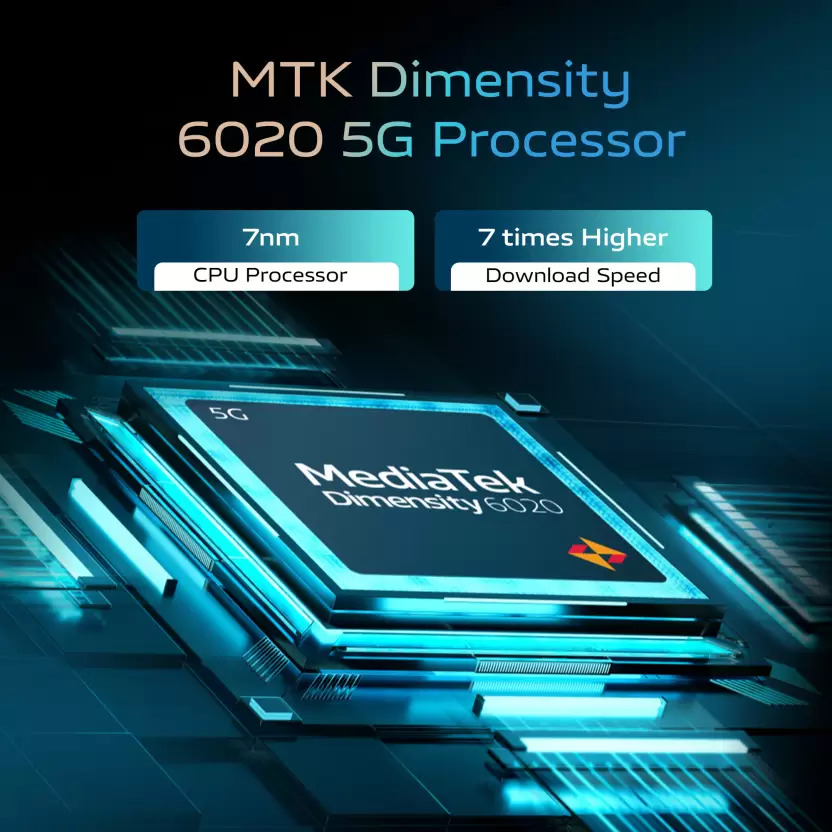 MTK Dimensity
6020 5G Processor
7nm
CPU Processor
7 times Higher
Download Speed
5G
MediaTek
Dimensity 6020